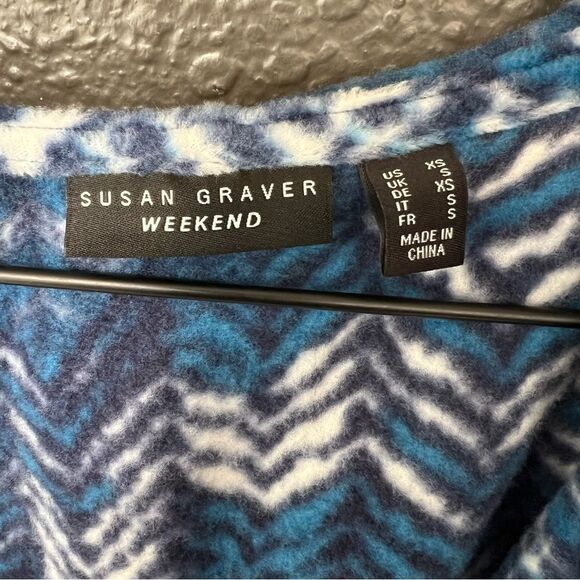 SUSAN GRAVER
WEEKEND
US XS
UK S
DE XS
IT S
FR S
MADE IN
CHINA